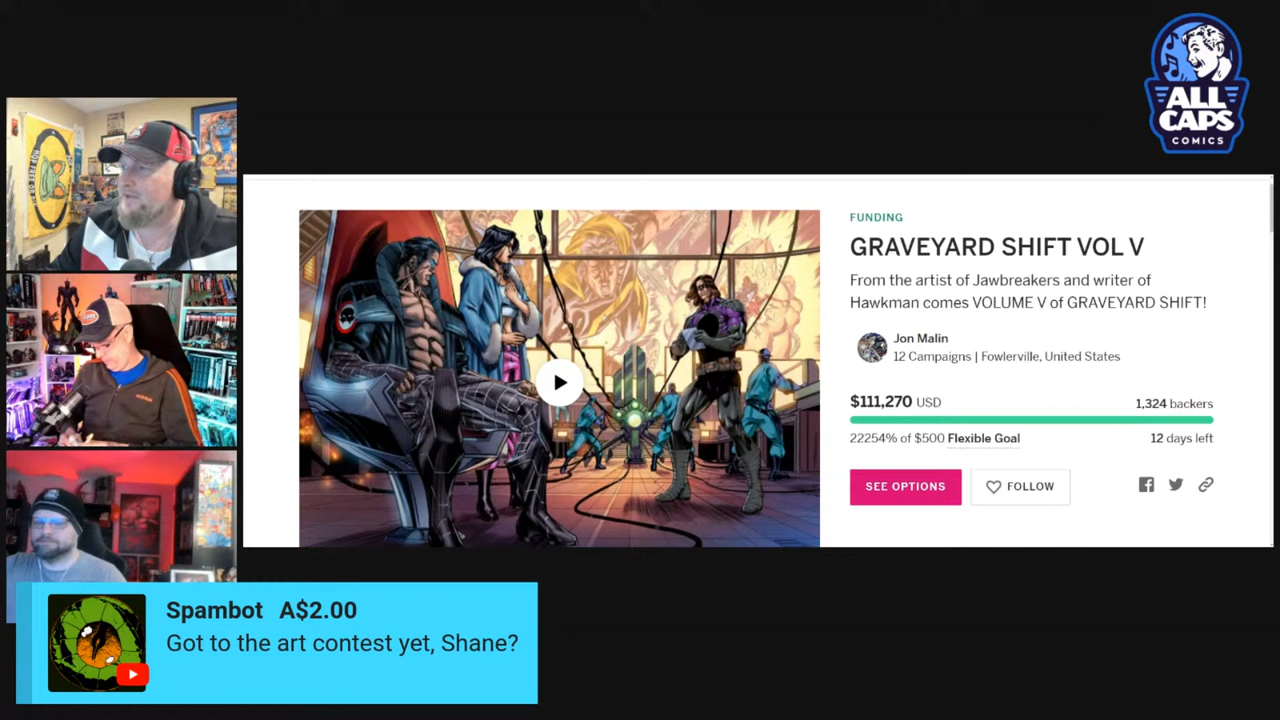 ALL
CAPS
COMICS
FUNDING
GRAVEYARD SHIFT VOL V
From the artist of Jawbreakers and writer of
Hawkman comes VOLUME V of GRAVEYARD SHIFT!
Jon Malin
12 Campaigns | Fowlerville, United States
$111,270 USD
1,324 backers
22254% of $500 Flexible Goal
12 days left
SEE OPTIONS
FOLLOW
Spambot A$2.00
Got to the art contest yet, Shane?